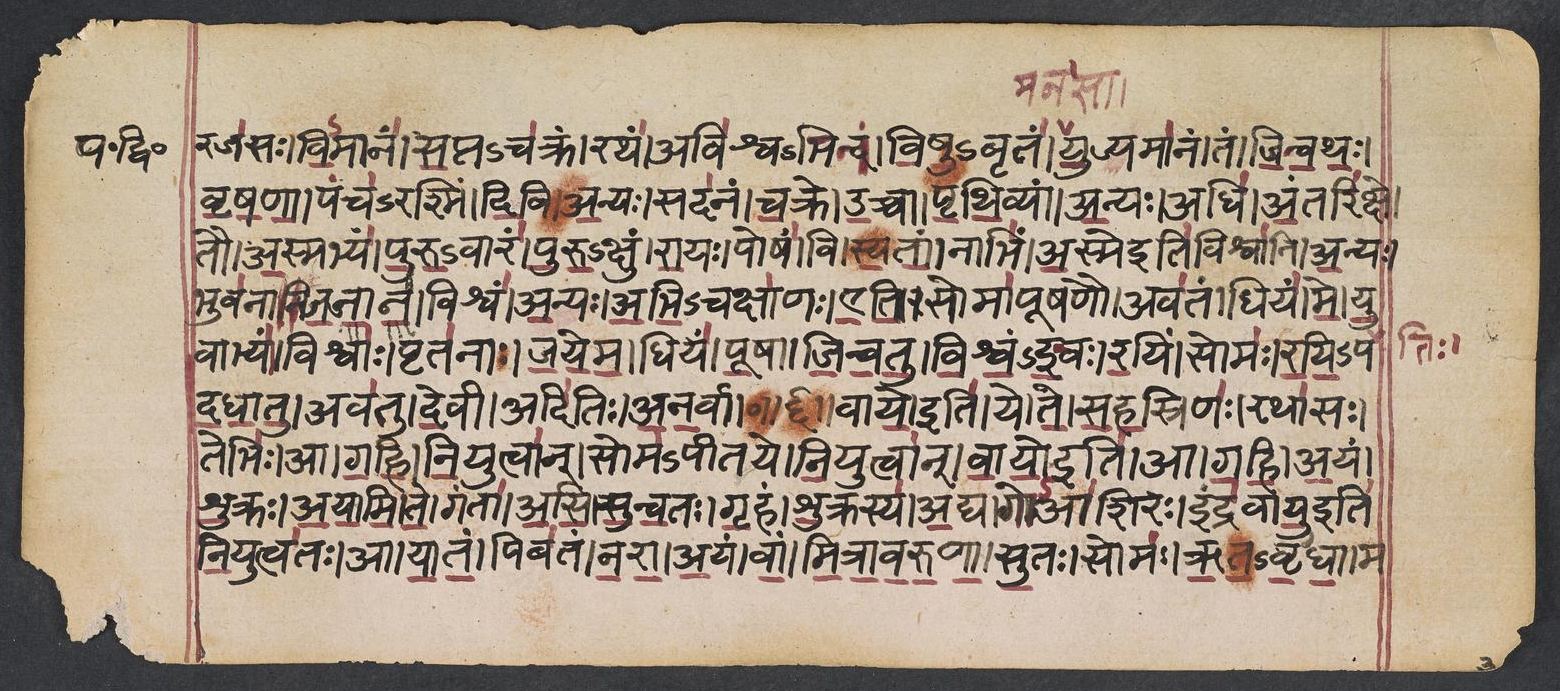 मनसा।
प॰द्वि॰ रजसः।विमानं।सप्तऽचक्रं।रथं।अविश्वऽमिन्वं।विषुऽवृतं।युज्यमानं।तं।जिन्वथः।
वृषणा।पंचऽरश्मिं।दिवि।अन्यः।सदनं।चक्रे।उच्चा।पृथिव्यां।अन्यः।अधि।अंतरिक्षे।
तौ।अस्मभ्यं।पुरुऽवारं।पुरुऽक्षुं।रायः।पोषं।वि।स्यतां।नाभिं।अस्मेइति।विश्वानि।अन्यः।
भुवना।जजान।विश्वं।अन्यः।अभिऽचक्षाणः।एति।सोमापूषणौ।अवतं।धियं।मे।यु
वाभ्यां।विश्वाः।पृतनाः।जयेम।धियं।पूषा।जिन्वतु।विश्वंऽइन्वः।रयिं।सोमः।रयिऽप तिः।
दधातु।अवतु।देवी।अदितिः।अनर्वा।वायोइति।ये।ते।सहस्रिणः।रथासः।
तेभिः।आ।गहि।नियुत्वान्।सोमऽपीतये।नियुत्वान्।वायोइति।आ।गहि।अयं।
शुक्रः।अयामि।ते।गंता।असि।सुन्वतः।गृहं।शुक्रस्य।अद्य।गोऽआशिरः।इंद्रवायुइति
नियुत्वतः।आ।यातं।पिबतं।नरा।अयं।वां।मित्रावरुणा।सुतः।सोमः।ऋतऽवृधा।म